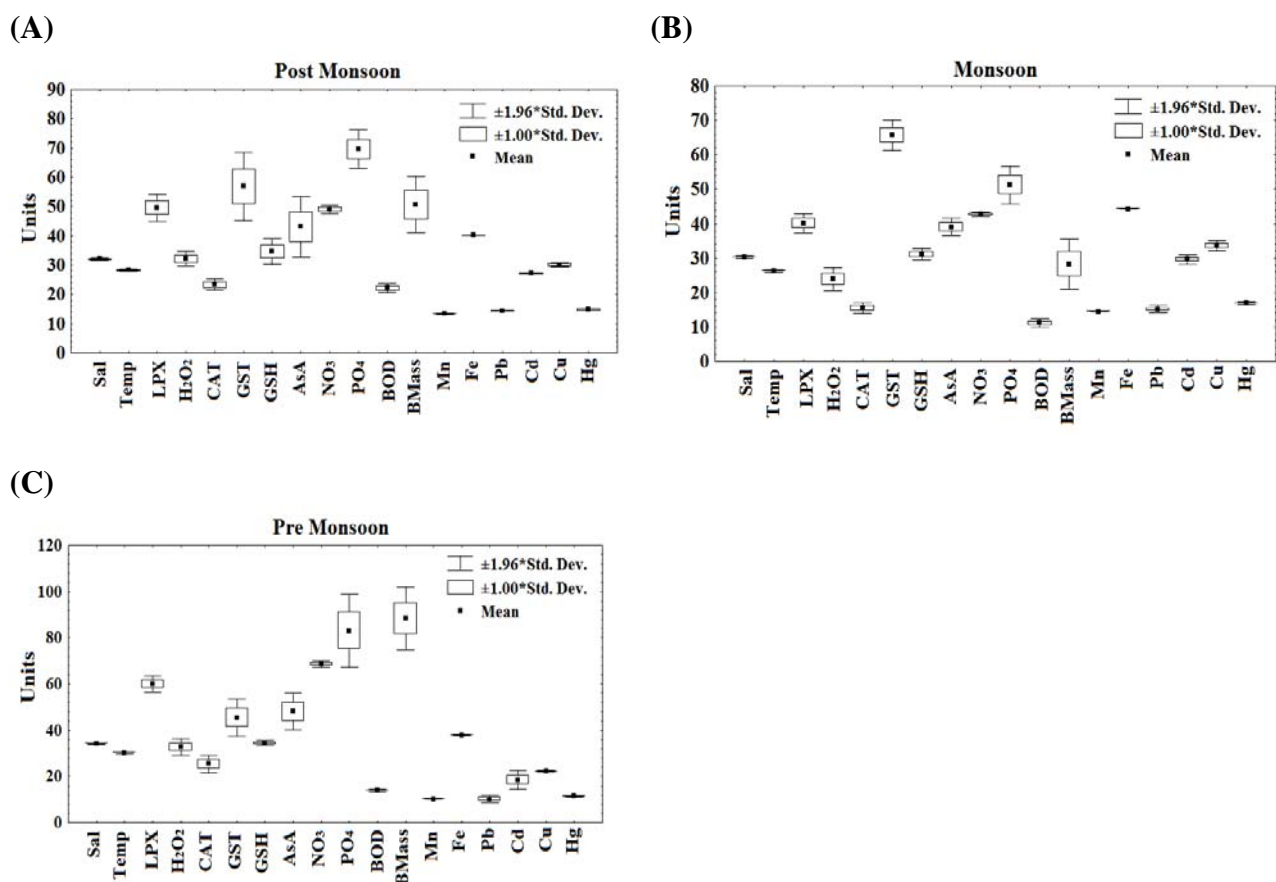 (A)
Post Monsoon
Units
90
80
70
60
50
40
30
20
10
0
±1.96*Std. Dev.
±1.00*Std. Dev.
Mean
Sal
Temp
LPX
H₂O₂
CAT
GST
GSH
AsA
NO₃
PO₄
BOD
BMass
Mn
Fe
Pb
Cd
Cu
Hg
(B)
Monsoon
Units
80
70
60
50
40
30
20
10
0
±1.96*Std. Dev.
±1.00*Std. Dev.
Mean
Sal
Temp
LPX
H₂O₂
CAT
GST
GSH
AsA
NO₃
PO₄
BOD
BMass
Mn
Fe
Pb
Cd
Cu
Hg
(C)
Pre Monsoon
Units
120
100
80
60
40
20
0
±1.96*Std. Dev.
±1.00*Std. Dev.
Mean
Sal
Temp
LPX
H₂O₂
CAT
GST
GSH
AsA
NO₃
PO₄
BOD
BMass
Mn
Fe
Pb
Cd
Cu
Hg